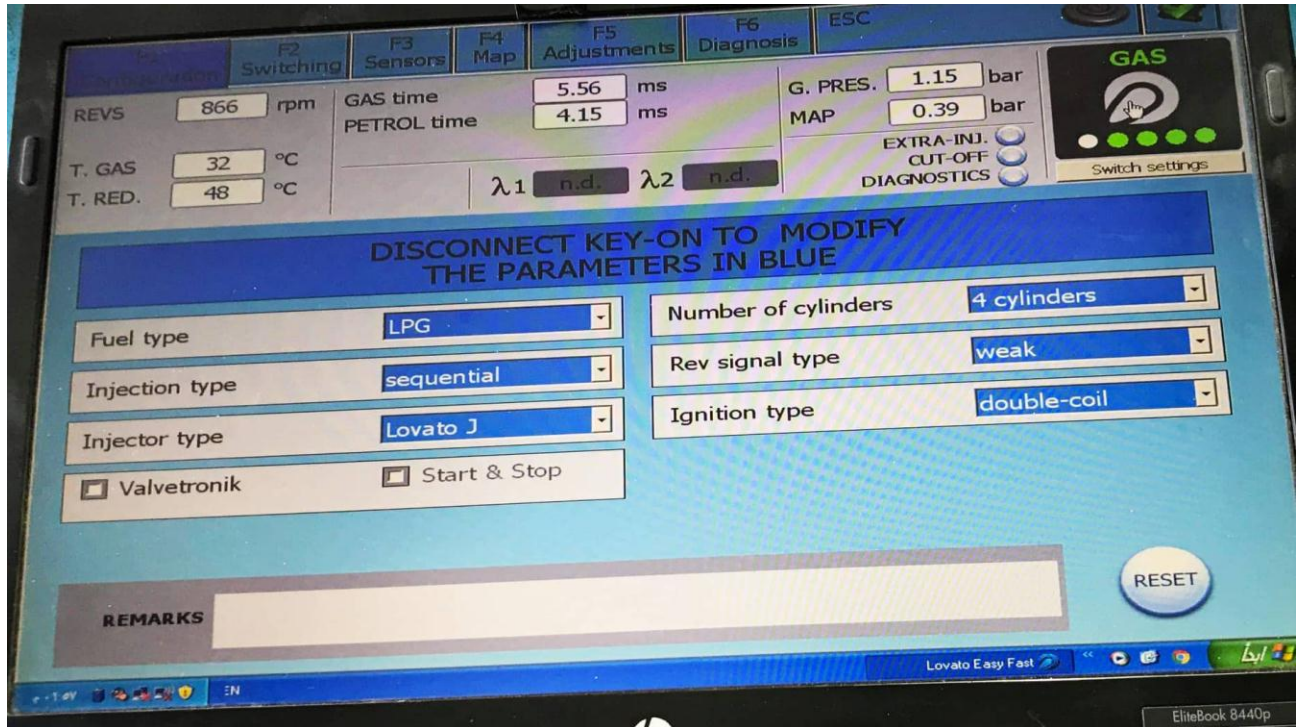 F1 Configuration
F2 Switching
F3 Sensors
F4 Map
F5 Adjustments
F6 Diagnosis
ESC
REVS 866 rpm
T. GAS 32 °C
T. RED. 48 °C
GAS time 5.56 ms
PETROL time 4.15 ms
λ1 n.d. λ2 n.d.
G. PRES. 1.15 bar
MAP 0.39 bar
EXTRA-INJ.
CUT-OFF
DIAGNOSTICS
GAS
Switch settings
DISCONNECT KEY-ON TO MODIFY
THE PARAMETERS IN BLUE
Fuel type LPG
Injection type sequential
Injector type Lovato J
Valvetronik Start & Stop
Number of cylinders 4 cylinders
Rev signal type weak
Ignition type double-coil
REMARKS
RESET
EN
Lovato Easy Fast
ابدأ
hp
EliteBook 8440p